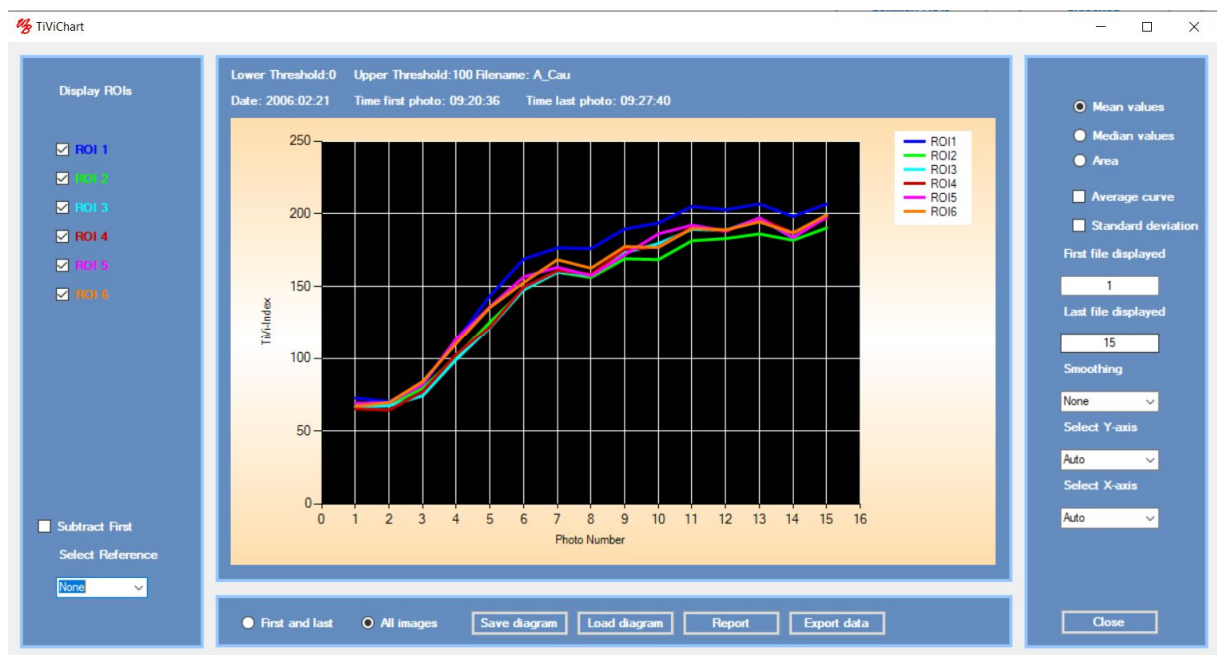 TiViChart
Display ROIs
ROI 1
ROI 2
ROI 3
ROI 4
ROI 5
ROI 6
Subtract First
Select Reference
None
Lower Threshold:0 Upper Threshold:100 Filename: A_Cau
Date: 2006:02:21 Time first photo: 09:20:36 Time last photo: 09:27:40
250
200
150
100
50
0
TiVi-Index
0 1 2 3 4 5 6 7 8 9 10 11 12 13 14 15 16
Photo Number
ROI1
ROI2
ROI3
ROI4
ROI5
ROI6
First and last All images Save diagram Load diagram Report Export data
Mean values
Median values
Area
Average curve
Standard deviation
First file displayed
1
Last file displayed
15
Smoothing
None
Select Y-axis
Auto
Select X-axis
Auto
Close